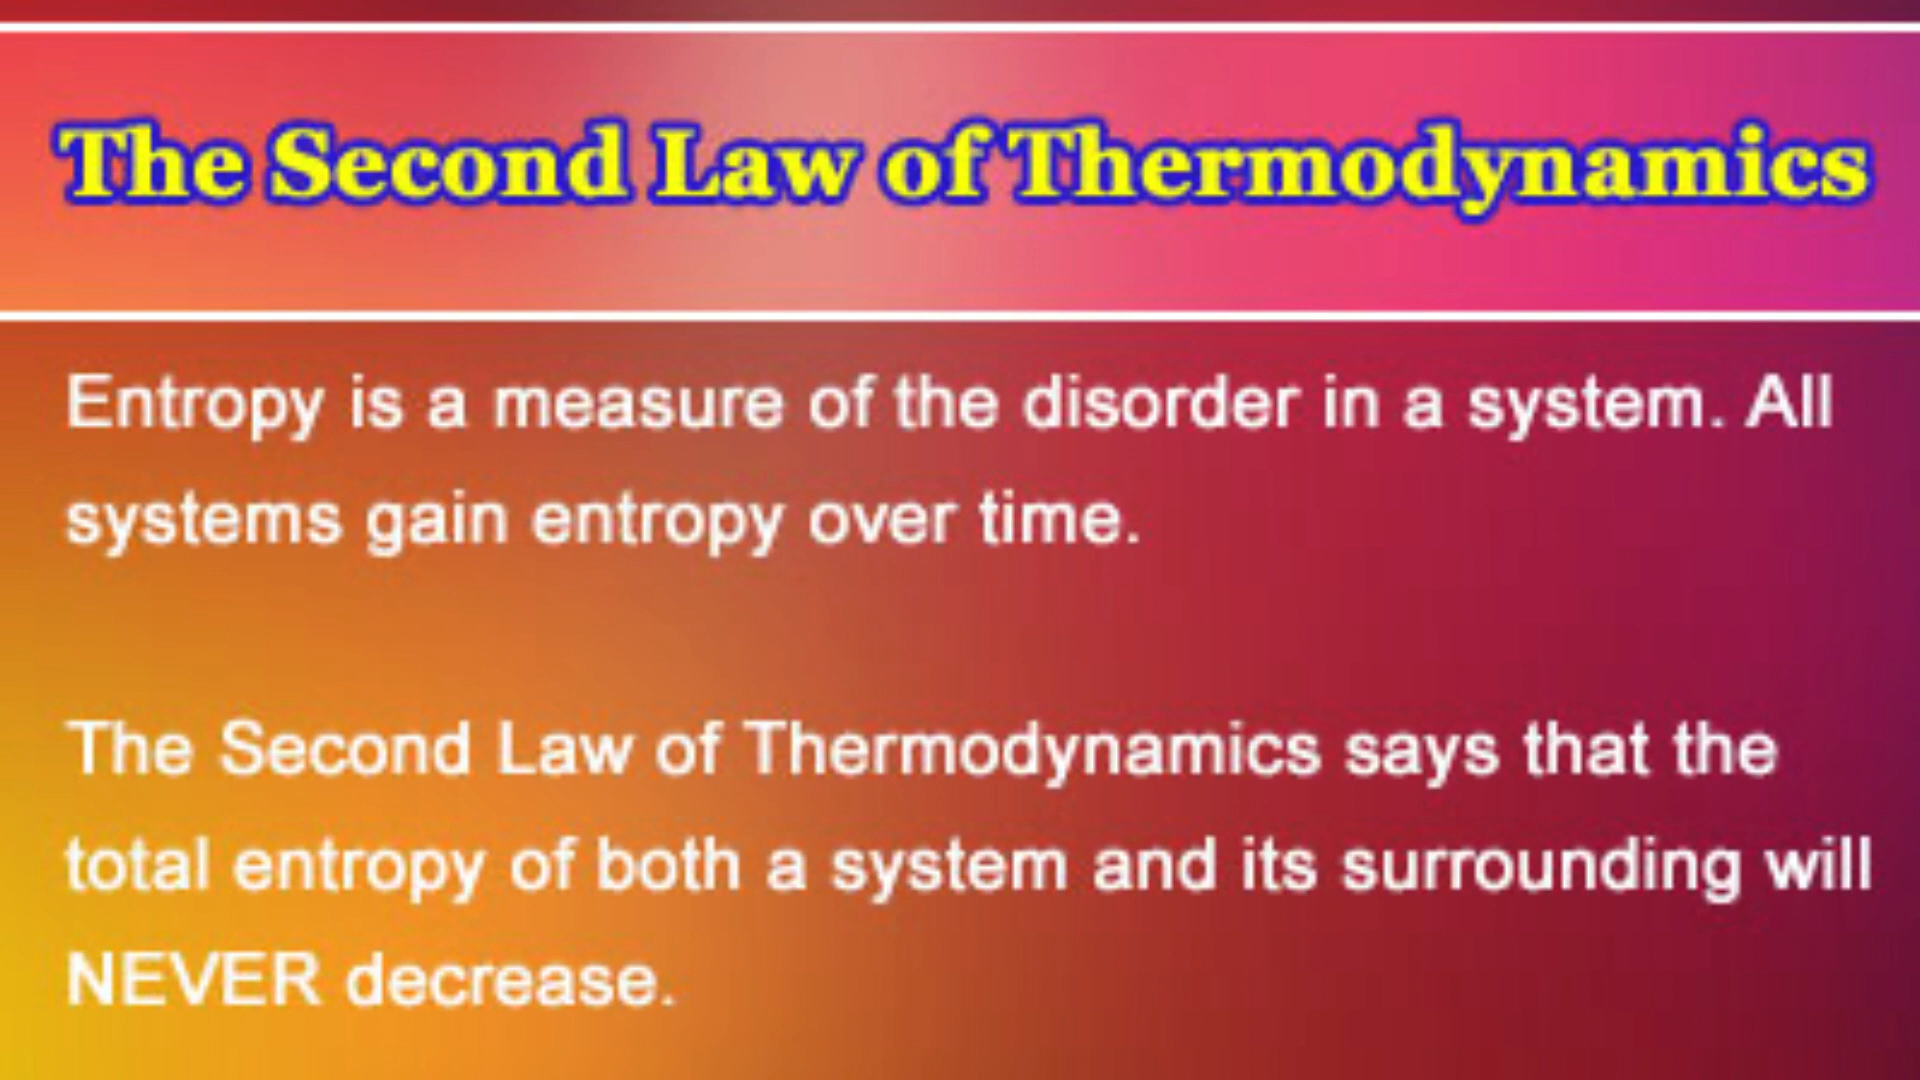 The Second Law of Thermodynamics
Entropy is a measure of the disorder in a system. All
systems gain entropy over time.
The Second Law of Thermodynamics says that the
total entropy of both a system and its surrounding will
NEVER decrease.